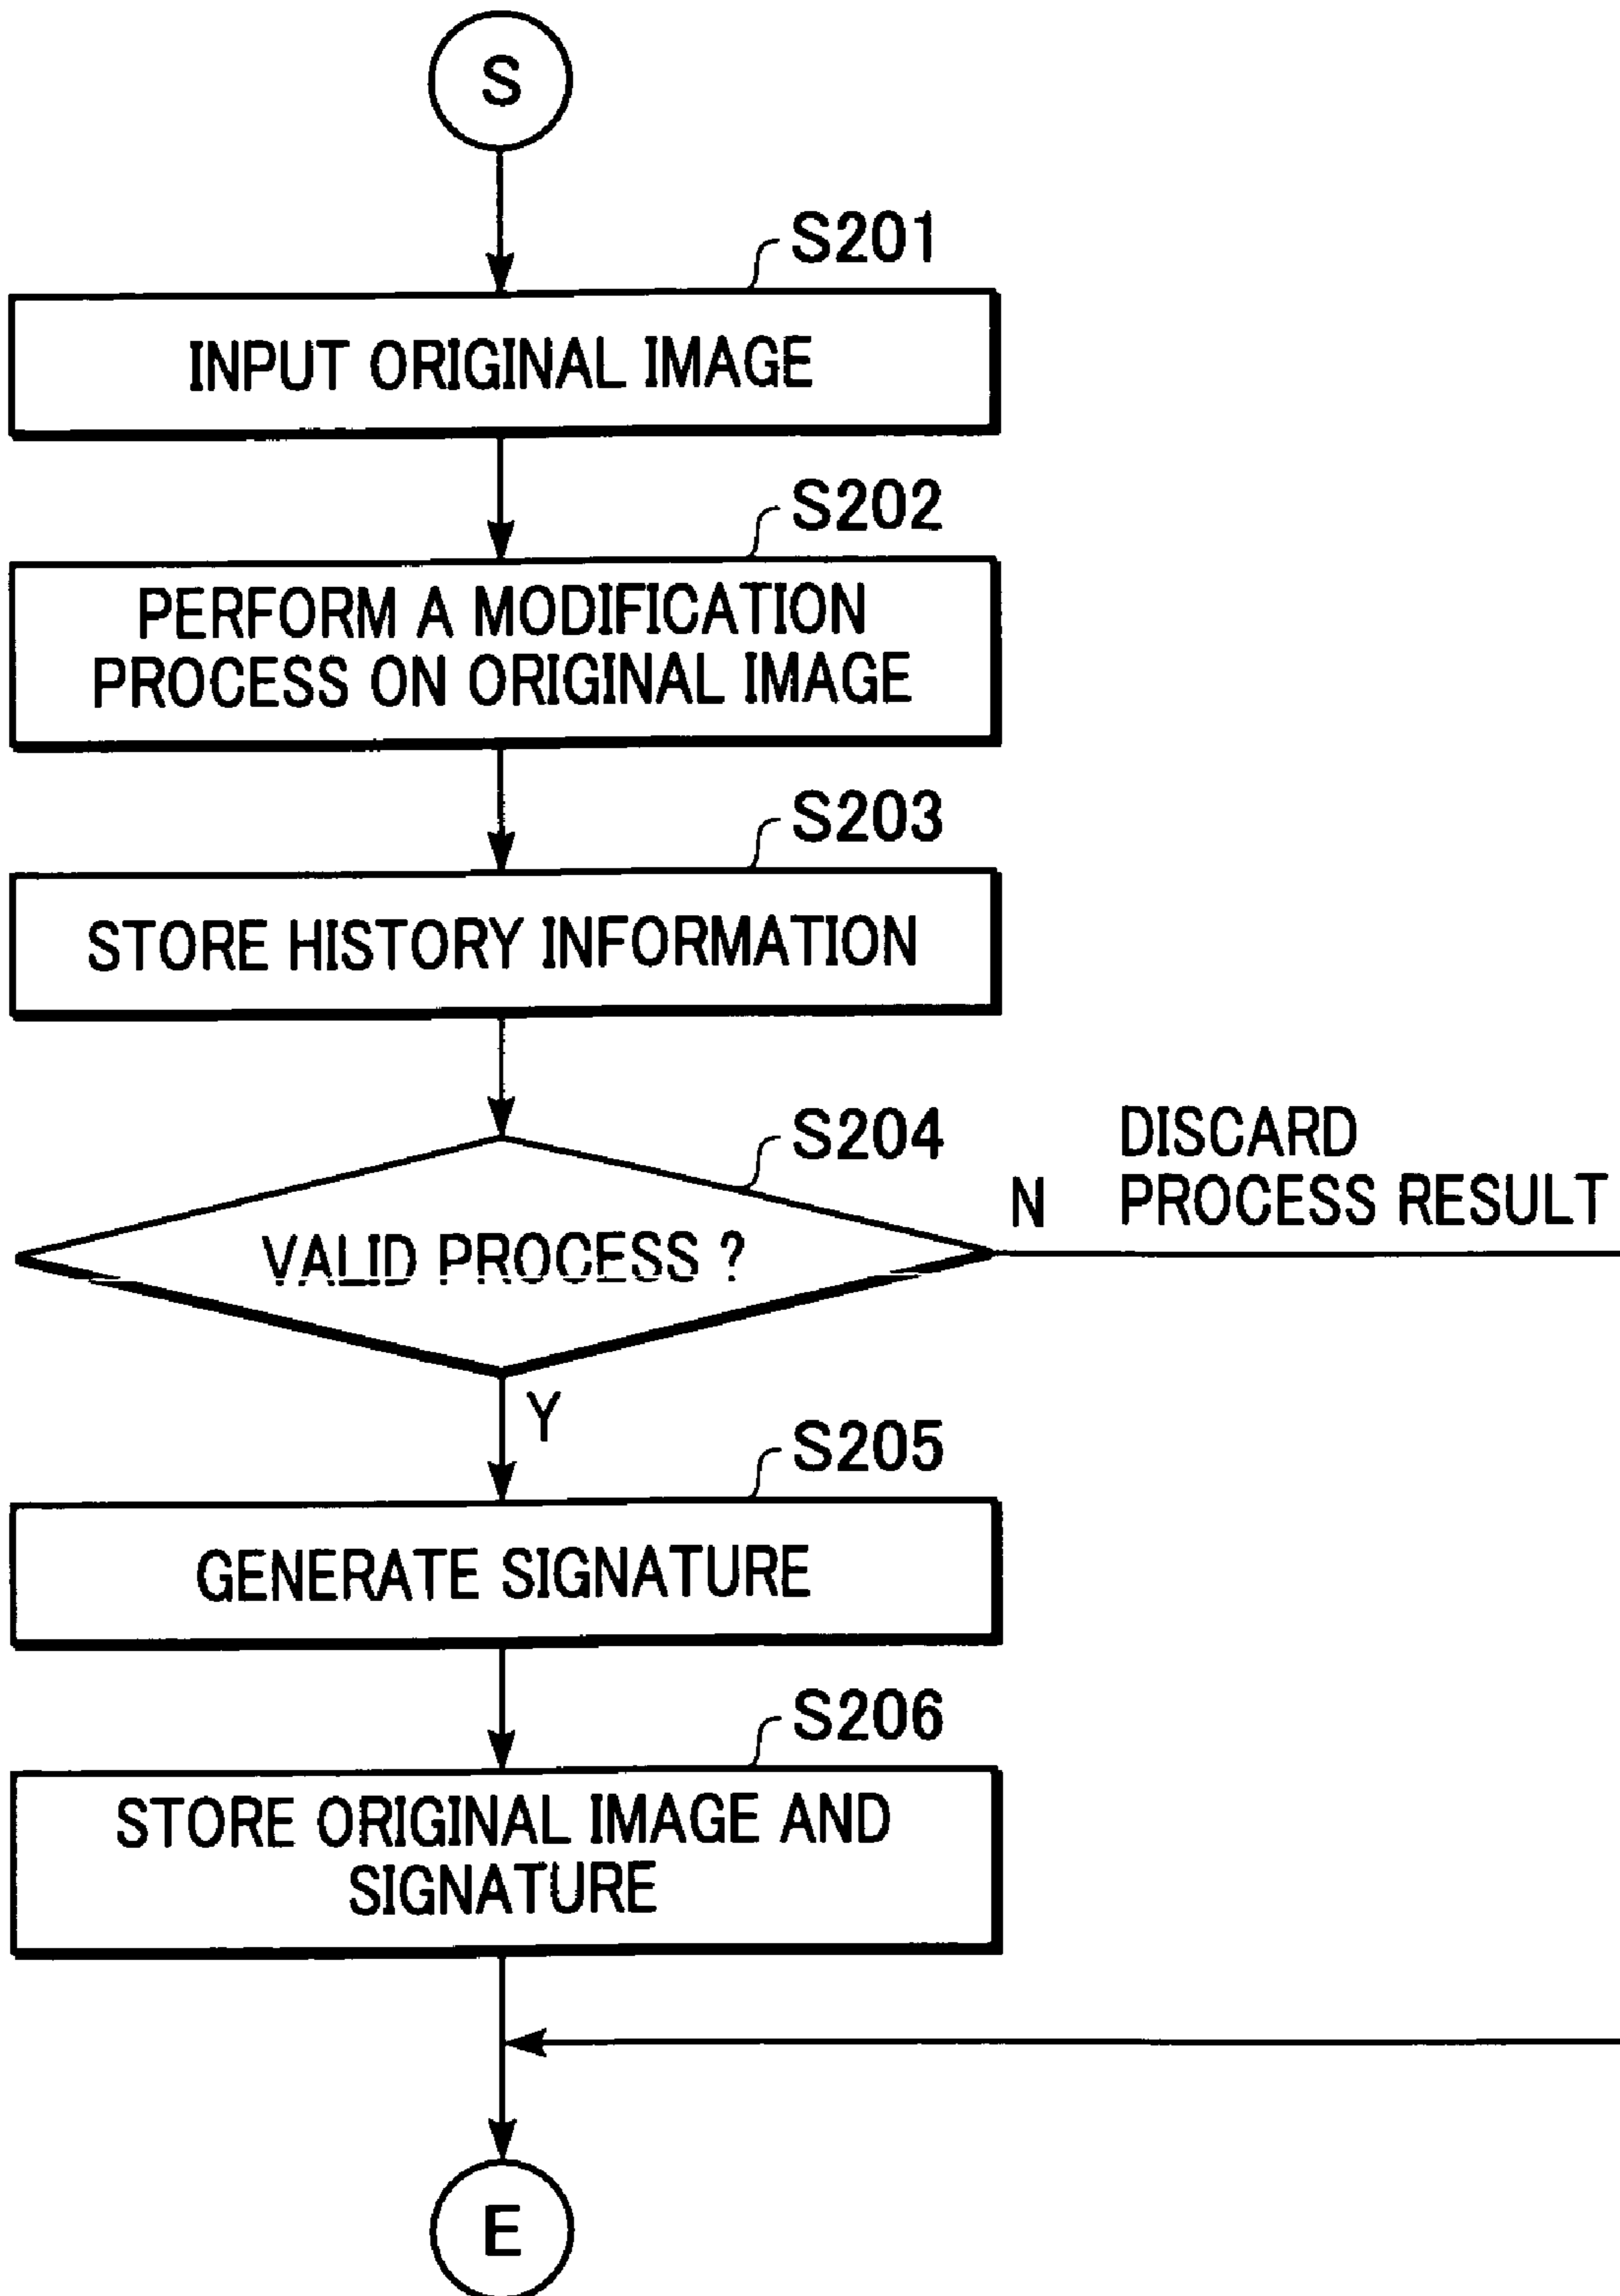 S
S201
INPUT ORIGINAL IMAGE
S202
PERFORM A MODIFICATION
PROCESS ON ORIGINAL IMAGE
S203
STORE HISTORY INFORMATION
S204
VALID PROCESS ?
N
DISCARD
PROCESS RESULT
Y
S205
GENERATE SIGNATURE
S206
STORE ORIGINAL IMAGE AND
SIGNATURE
E